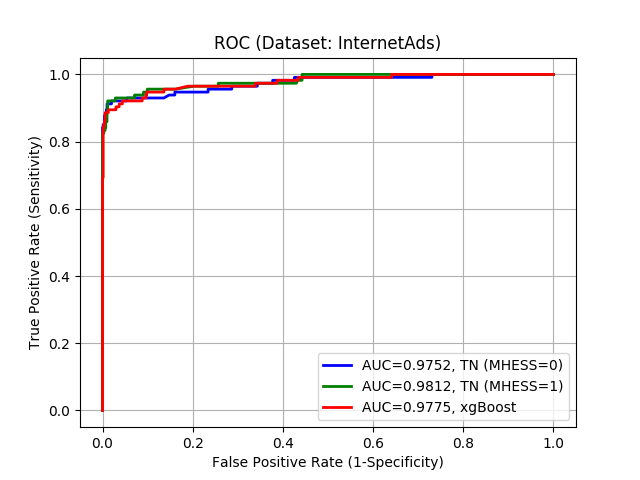 ROC (Dataset: InternetAds)
True Positive Rate (Sensitivity)
1.0
0.8
0.6
0.4
0.2
0.0
AUC=0.9752, TN (MHESS=0)
AUC=0.9812, TN (MHESS=1)
AUC=0.9775, xgBoost
0.0 0.2 0.4 0.6 0.8 1.0
False Positive Rate (1-Specificity)